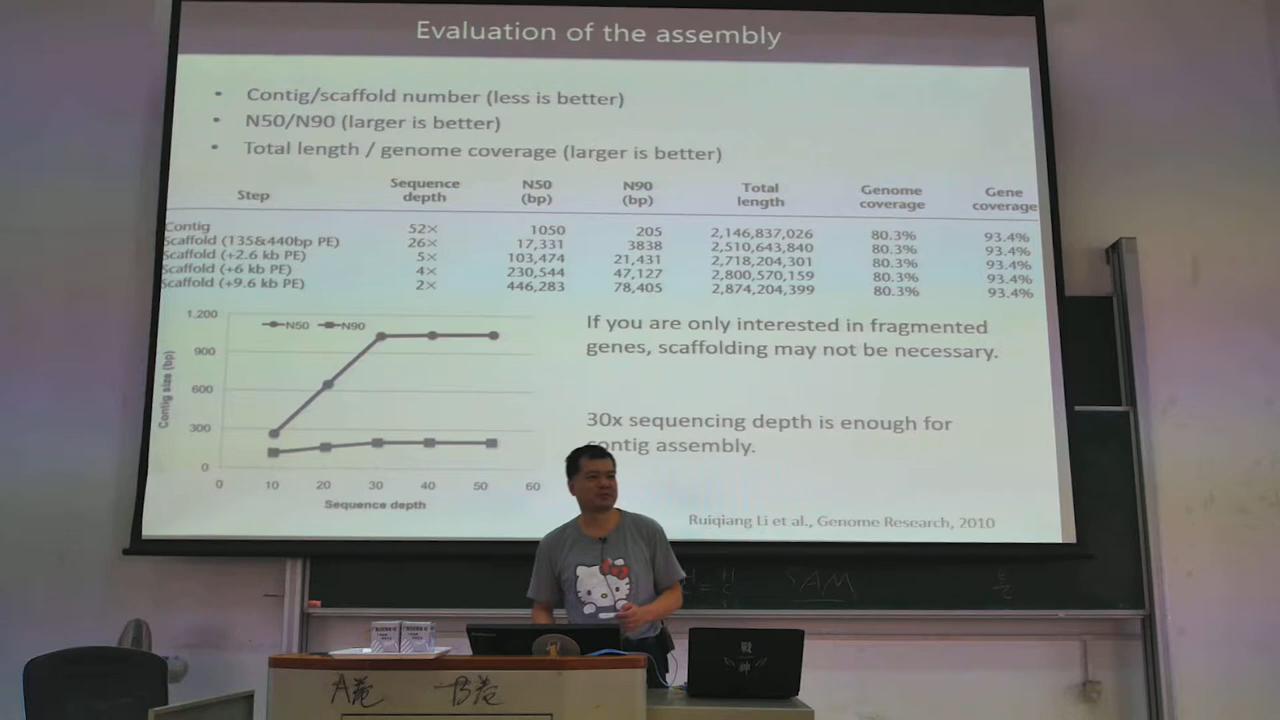 Evaluation of the assembly
• Contig/scaffold number (less is better)
• N50/N90 (larger is better)
• Total length / genome coverage (larger is better)
Step Sequence depth N50 (bp) N90 (bp) Total length Genome coverage Gene coverage
Contig 52× 1050 205 2,146,837,026 80.3% 93.4%
Scaffold (135&440bp PE) 26× 17,331 3838 2,510,643,840 80.3% 93.4%
Scaffold (+2.6 kb PE) 5× 103,474 21,431 2,718,204,301 80.3% 93.4%
Scaffold (+6 kb PE) 4× 230,544 47,127 2,800,570,159 80.3% 93.4%
Scaffold (+9.6 kb PE) 2× 446,283 78,405 2,874,204,399 80.3% 93.4%
N50 N90
Contig size (bp)
1,200
900
600
300
0
0 10 20 30 40 50 60
Sequence depth
If you are only interested in fragmented
genes, scaffolding may not be necessary.
30x sequencing depth is enough for
contig assembly.
Ruiqiang Li et al., Genome Research, 2010
SAM
戰
神
A卷 B卷